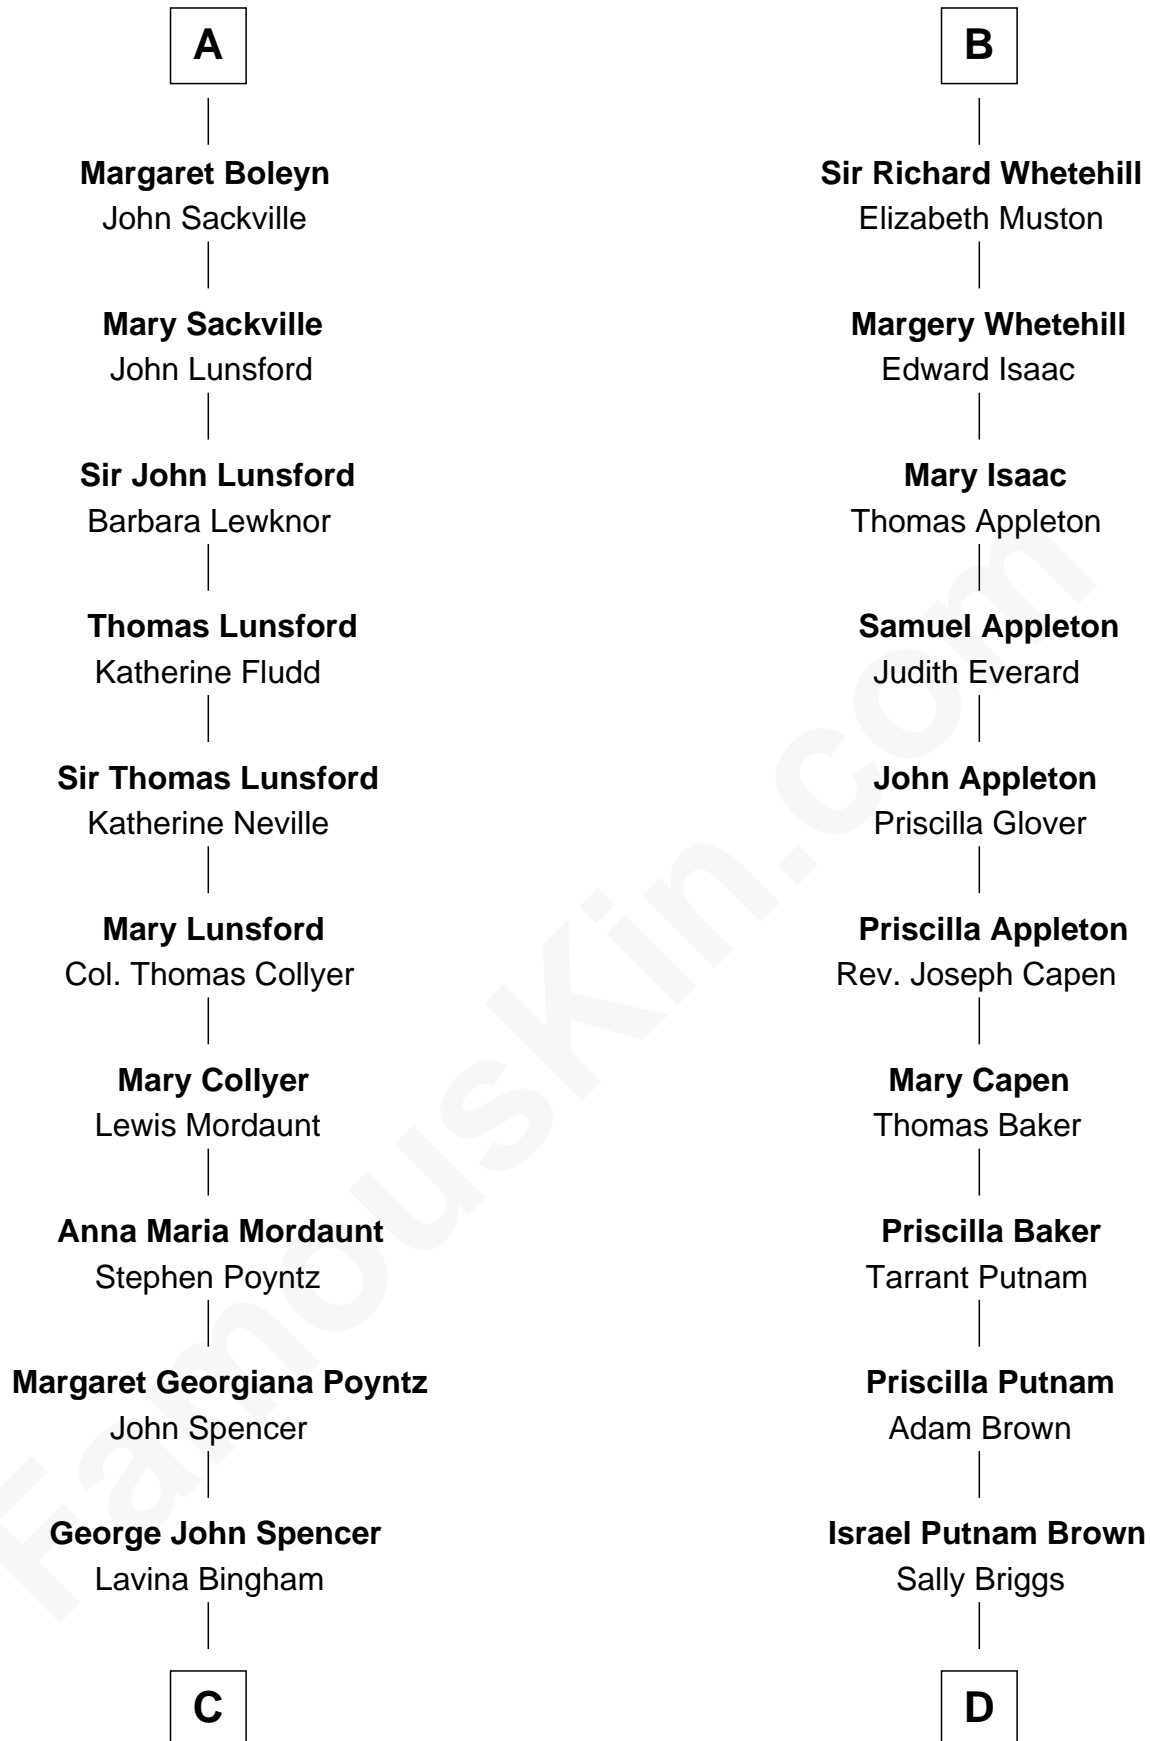 A
Margaret Boleyn
John Sackville
Mary Sackville
John Lunsford
Sir John Lunsford
Barbara Lewknor
Thomas Lunsford
Katherine Fludd
Sir Thomas Lunsford
Katherine Neville
Mary Lunsford
Col. Thomas Collyer
Mary Collyer
Lewis Mordaunt
Anna Maria Mordaunt
Stephen Poyntz
Margaret Georgiana Poyntz
John Spencer
George John Spencer
Lavina Bingham
C
B
Sir Richard Whetehill
Elizabeth Muston
Margery Whetehill
Edward Isaac
Mary Isaac
Thomas Appleton
Samuel Appleton
Judith Everard
John Appleton
Priscilla Glover
Priscilla Appleton
Rev. Joseph Capen
Mary Capen
Thomas Baker
Priscilla Baker
Tarrant Putnam
Priscilla Putnam
Adam Brown
Israel Putnam Brown
Sally Briggs
D
FamousKin.com